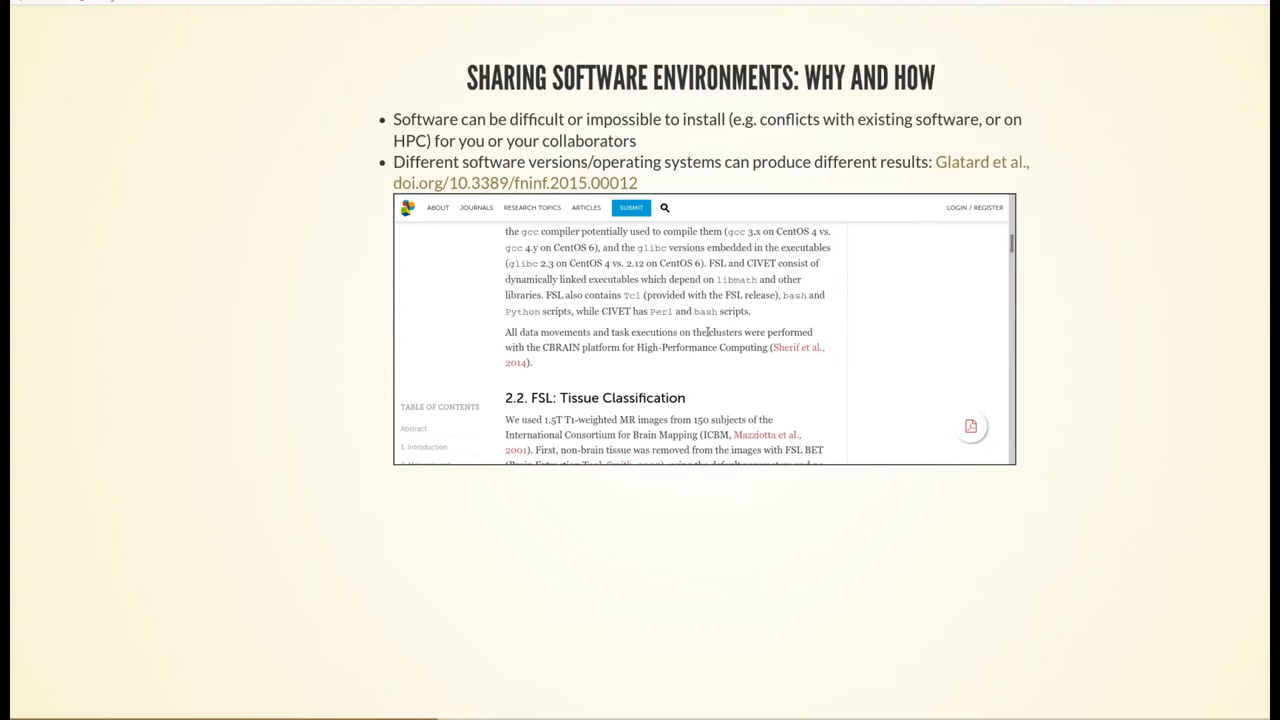 SHARING SOFTWARE ENVIRONMENTS: WHY AND HOW
• Software can be difficult or impossible to install (e.g. conflicts with existing software, or on
HPC) for you or your collaborators
• Different software versions/operating systems can produce different results: Glatard et al.,
doi.org/10.3389/fninf.2015.00012
ABOUT JOURNALS RESEARCH TOPICS ARTICLES SUBMIT LOGIN / REGISTER
the gcc compiler potentially used to compile them (gcc 3.x on CentOS 4 vs.
gcc 4.y on CentOS 6), and the glibc versions embedded in the executables
(glibc 2.3 on CentOS 4 vs. 2.12 on CentOS 6). FSL and CIVET consist of
dynamically linked executables which depend on libmath and other
libraries. FSL also contains Tcl (provided with the FSL release), bash and
Python scripts, while CIVET has Perl and bash scripts.
All data movements and task executions on the clusters were performed
with the CBRAIN platform for High-Performance Computing (Sherif et al.,
2014).
2.2. FSL: Tissue Classification
TABLE OF CONTENTS
We used 1.5T T1-weighted MR images from 150 subjects of the
Abstract
International Consortium for Brain Mapping (ICBM, Mazziotta et al.,
1. Introduction
2001). First, non-brain tissue was removed from the images with FSL BET